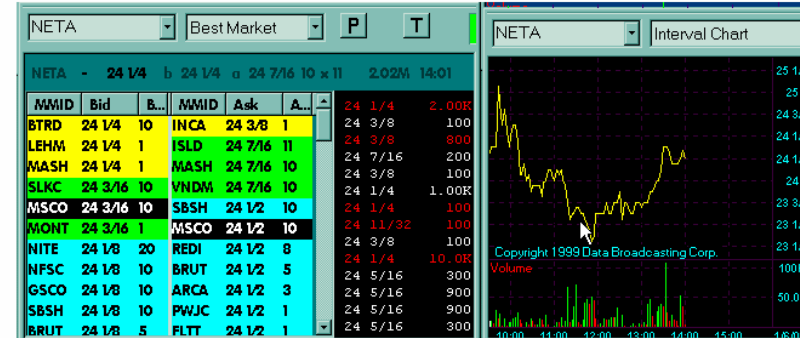 NETA Best Market P T
NETA - 24 1/4 b 24 1/4 a 24 7/16 10 x 11 2.02M 14:01
MMID Bid B... MMID Ask A...
BTRD 24 1/4 10 INCA 24 3/8 1
LEHM 24 1/4 1 ISLD 24 7/16 11
MASH 24 1/4 1 MASH 24 7/16 10
SLKC 24 3/16 10 VNDM 24 7/16 10
MSCO 24 3/16 10 SBSH 24 1/2 10
MONT 24 3/16 1 MSCO 24 1/2 10
NITE 24 1/8 20 REDI 24 1/2 8
NFSC 24 1/8 10 BRUT 24 1/2 5
GSCO 24 1/8 10 ARCA 24 1/2 3
SBSH 24 1/8 10 PWJC 24 1/2 1
BRUT 24 1/8 5 FLTT 24 1/2 1
24 1/4 2.00K
24 3/8 100
24 3/8 800
24 7/16 200
24 3/8 100
24 1/4 1.00K
24 1/4 100
24 11/32 100
24 3/8 100
24 1/4 10.0K
24 5/16 300
24 5/16 900
24 5/16 900
24 5/16 300
Volume
NETA Interval Chart
25
24
Copyright 1999 Data Broadcasting Corp.
Volume
50.0
10:00 11:00 12:00 13:00 14:00 15:00